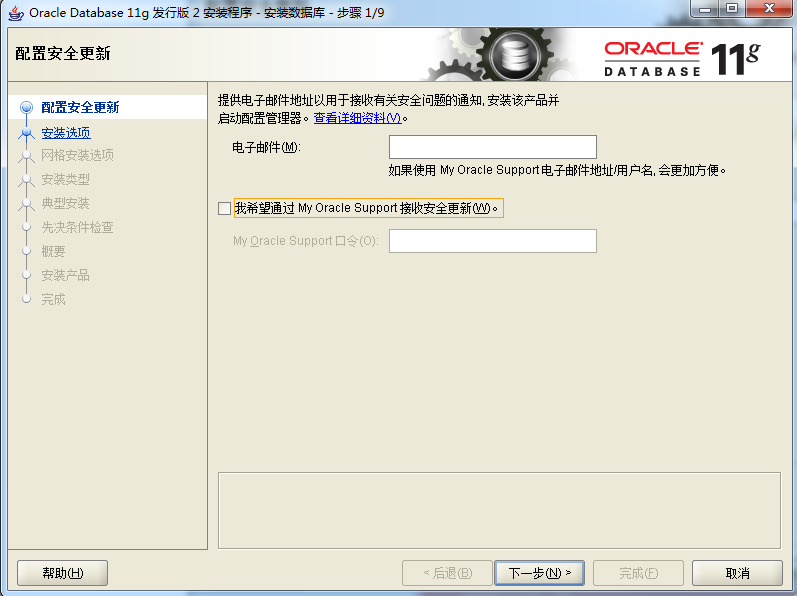 Oracle Database 11g 发行版 2 安装程序 - 安装数据库 - 步骤 1/9
配置安全更新
ORACLE
DATABASE
11g
配置安全更新
安装选项
网格安装选项
安装类型
典型安装
先决条件检查
概要
安装产品
完成
提供电子邮件地址以用于接收有关安全问题的通知, 安装该产品并
启动配置管理器。查看详细资料(V)。
电子邮件(M):
如果使用 My Oracle Support 电子邮件地址/用户名, 会更加方便。
我希望通过 My Oracle Support 接收安全更新(W)。
My Oracle Support 口令(O):
帮助(H)
< 后退(B)
下一步(N) >
完成(F)
取消